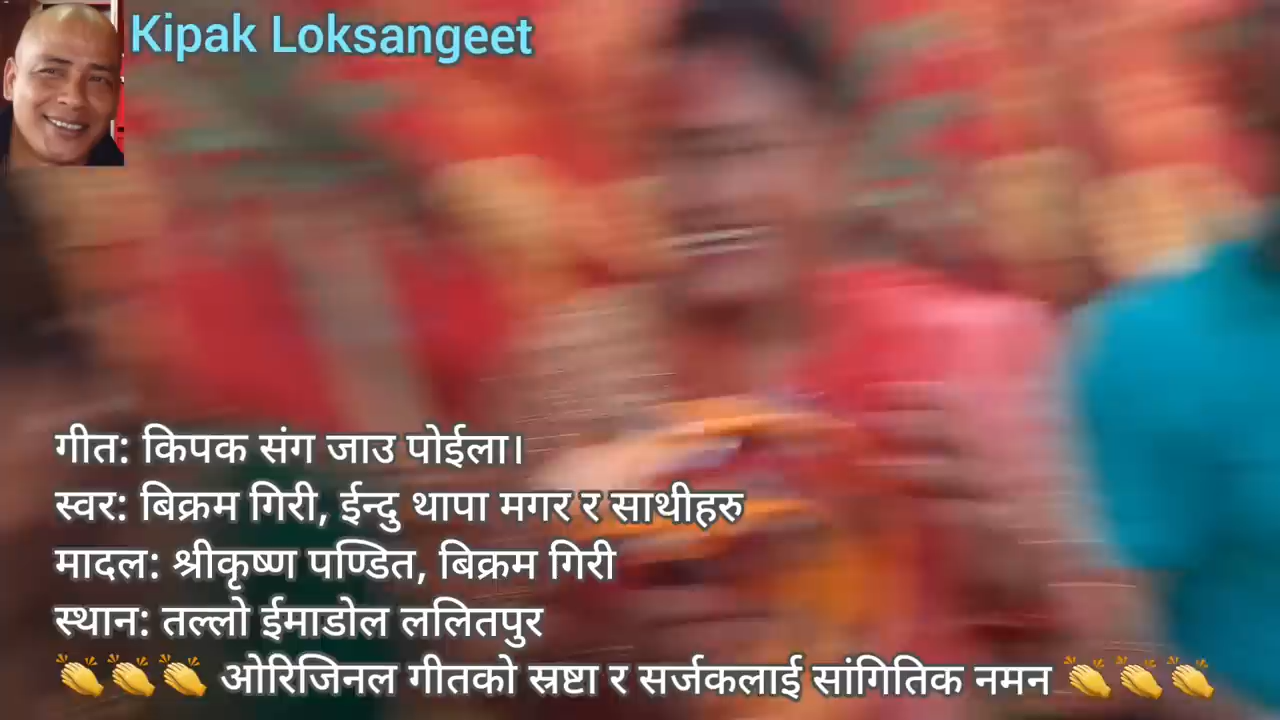 Kipak Loksangeet
गीत: किपक संग जाउ पोईला।
स्वर: बिक्रम गिरी, ईन्दु थापा मगर र साथीहरु
मादल: श्रीकृष्ण पण्डित, बिक्रम गिरी
स्थान: तल्लो ईमाडोल ललितपुर
👏👏👏 ओरिजिनल गीतको स्रष्टा र सर्जकलाई सांगितिक नमन 👏👏👏